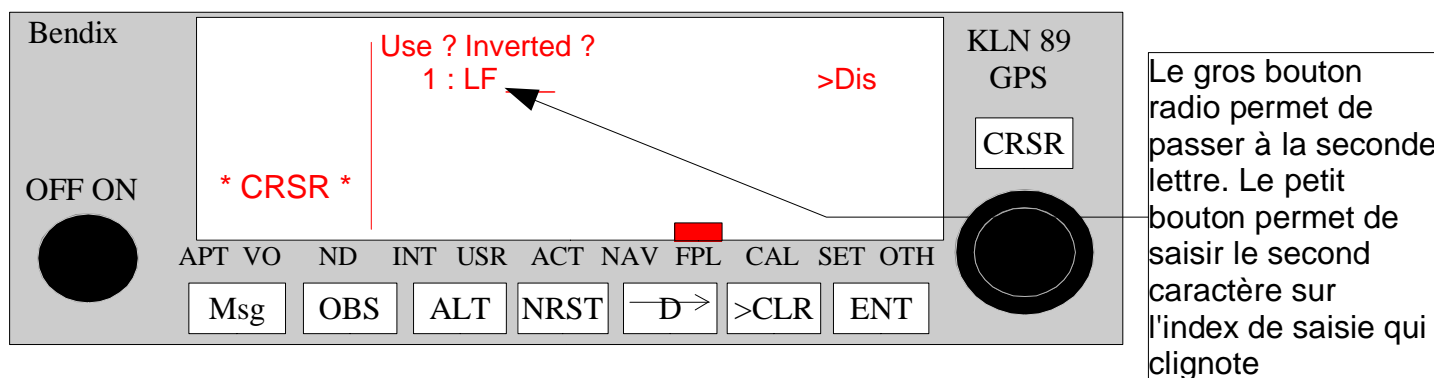 Bendix
Use ? Inverted ?
1 : LF __
>Dis
* CRSR *
OFF ON
KLN 89
GPS
CRSR
APT VO ND INT USR ACT NAV FPL CAL SET OTH
Msg OBS ALT NRST D >CLR ENT
Le gros bouton
radio permet de
passer à la seconde
lettre. Le petit
bouton permet de
saisir le second
caractère sur
l'index de saisie qui
clignote